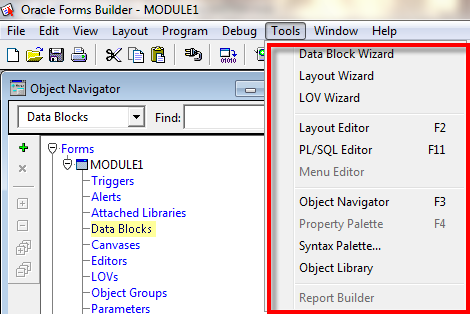 Oracle Forms Builder - MODULE1
File Edit View Layout Program Debug Tools Window Help
Object Navigator
Data Blocks Find:
Forms
MODULE1
Triggers
Alerts
Attached Libraries
Data Blocks
Canvases
Editors
LOVs
Object Groups
Parameters
Data Block Wizard
Layout Wizard
LOV Wizard
Layout Editor F2
PL/SQL Editor F11
Menu Editor
Object Navigator F3
Property Palette F4
Syntax Palette...
Object Library
Report Builder